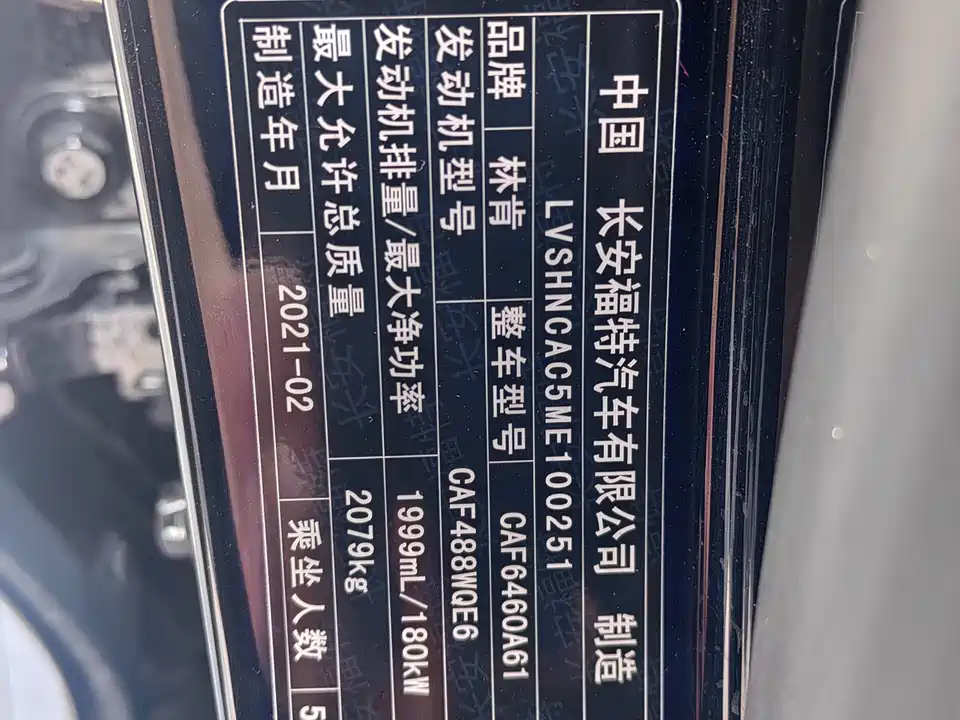 中国 长安福特汽车有限公司 制造
LVSHNCAC5ME100251
品牌 林肯 整车型号 CAF6460A61
发动机型号 CAF488WQE6
发动机排量/最大净功率 1999mL/180kW
最大允许总质量 2079kg
制造年月 2021-02 乘坐人数 5